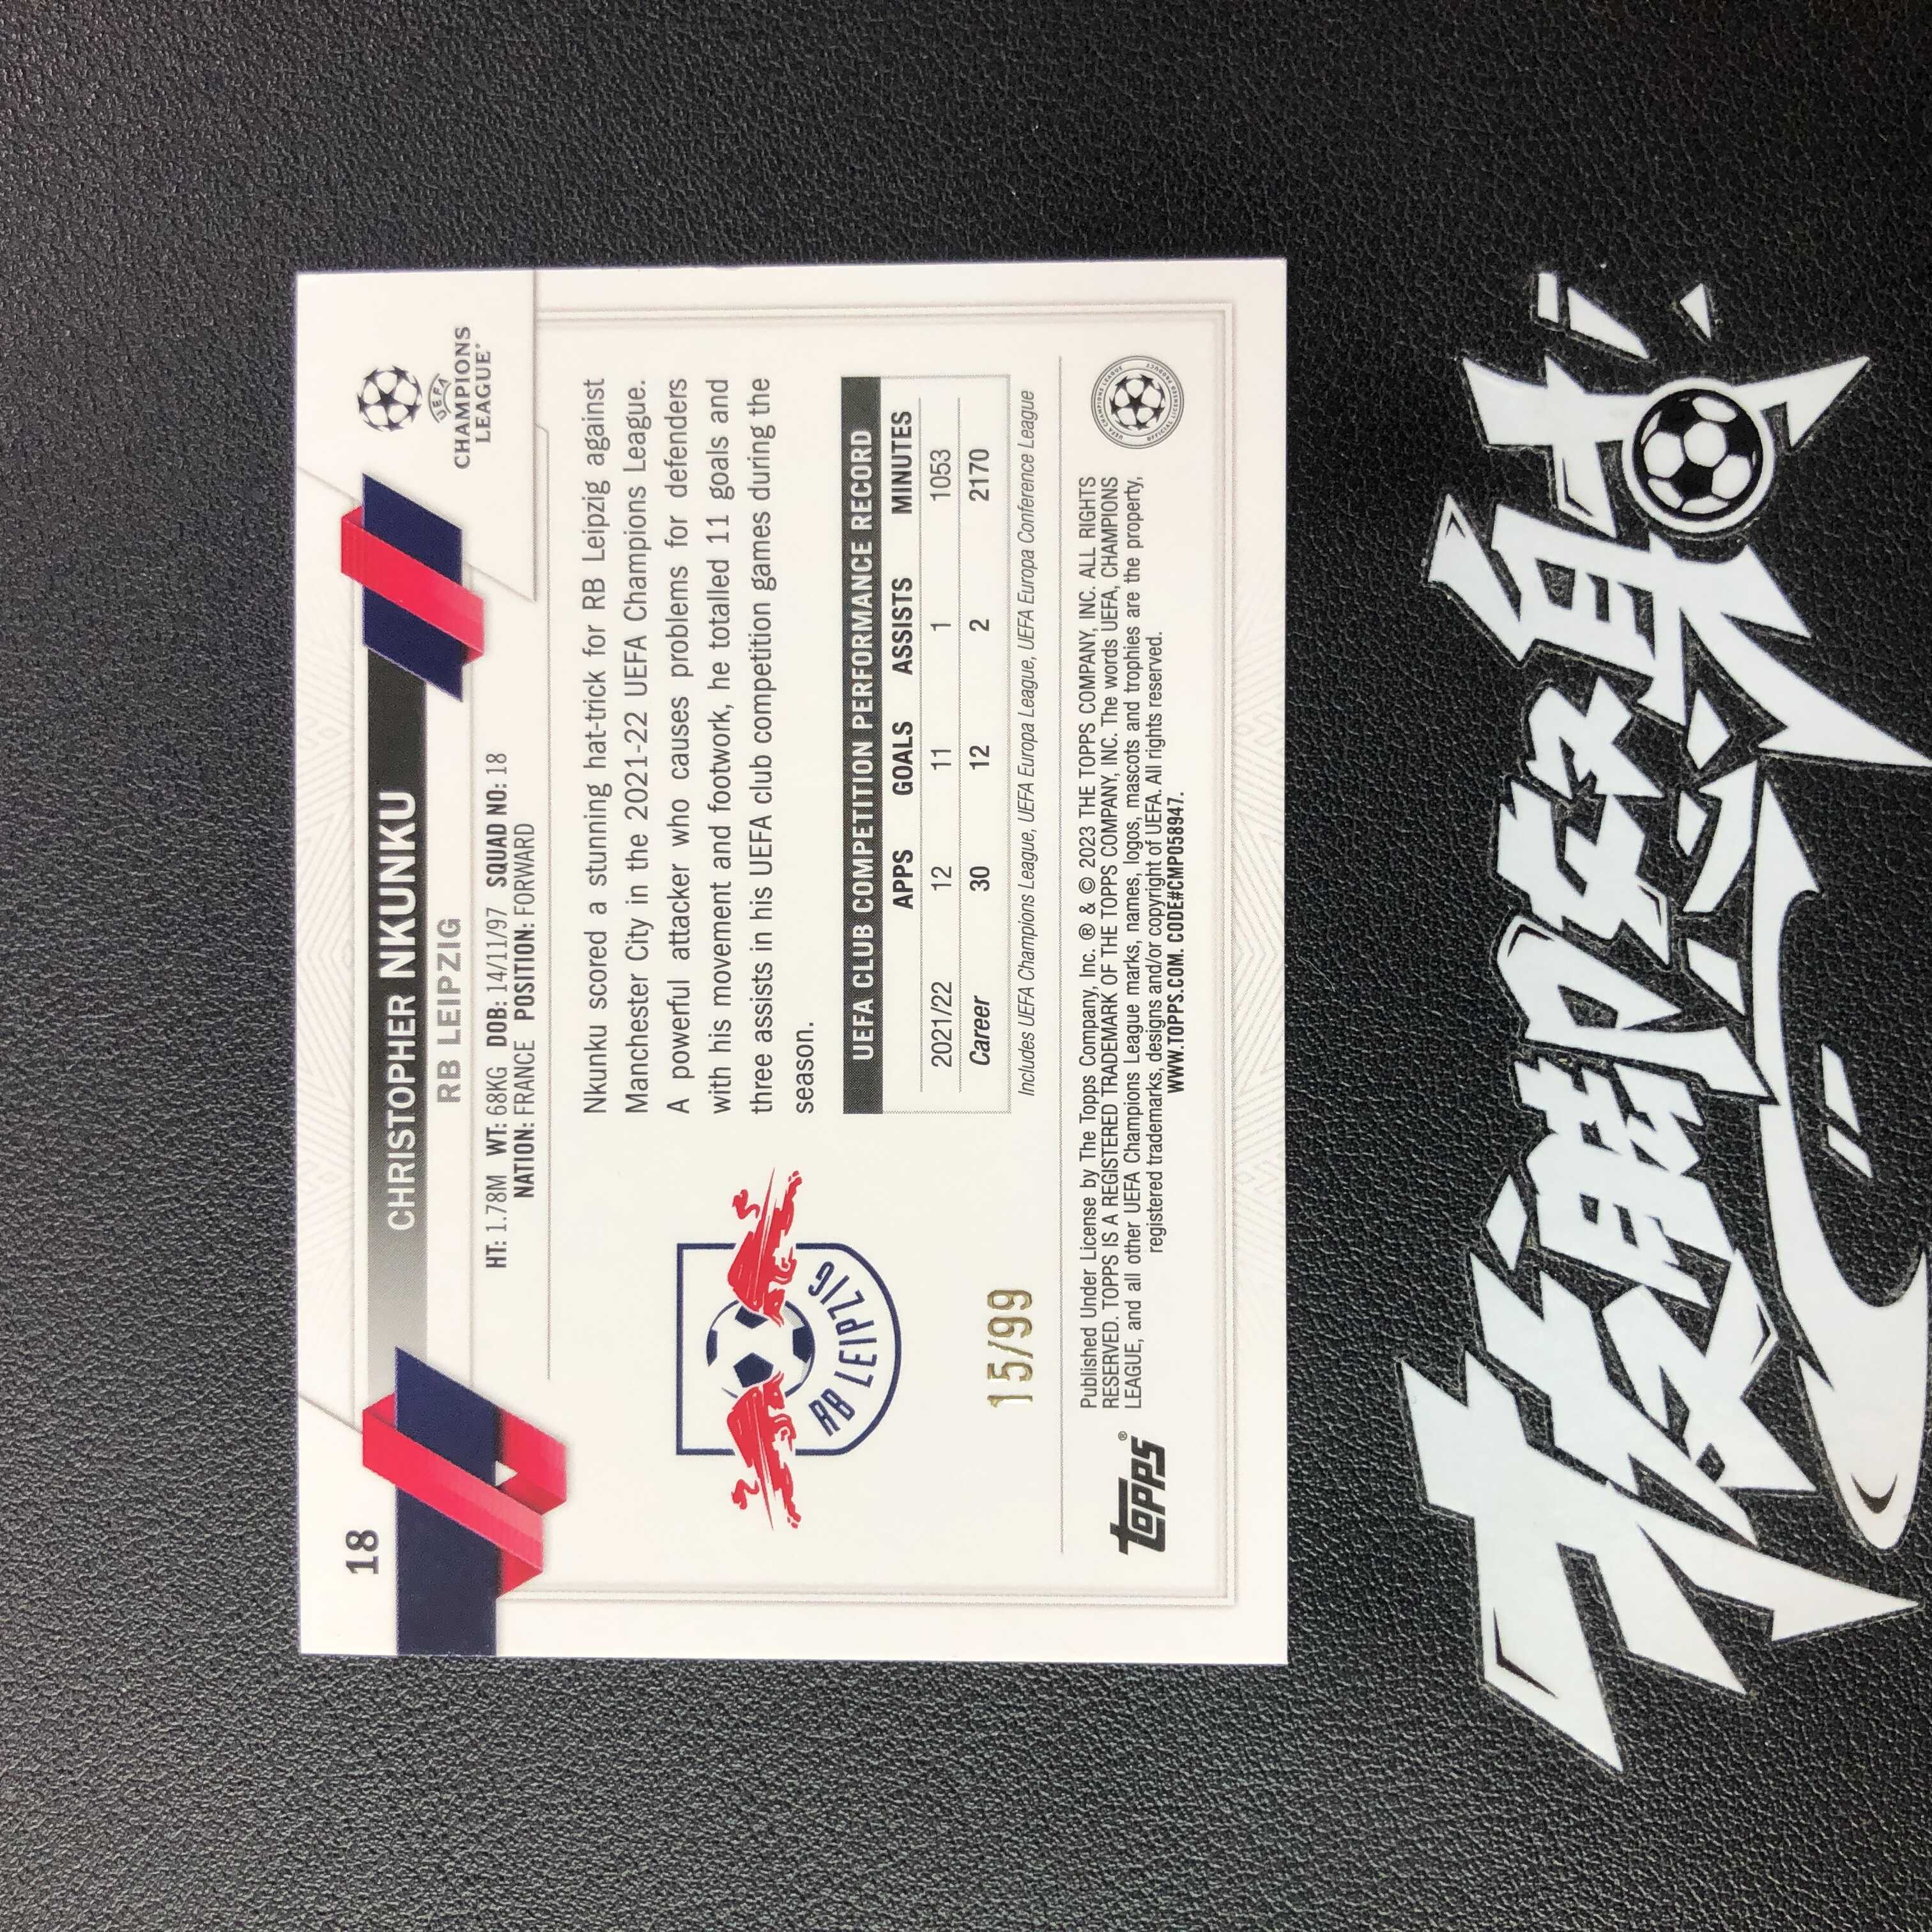 18
CHRISTOPHER NKUNKU
RB LEIPZIG
HT: 1.78M WT: 68KG DOB: 14/11/97 SQUAD NO: 18
NATION: FRANCE POSITION: FORWARD
UEFA
CHAMPIONS
LEAGUE®
Nkunku scored a stunning hat-trick for RB Leipzig against
Manchester City in the 2021-22 UEFA Champions League.
A powerful attacker who causes problems for defenders
with his movement and footwork, he totalled 11 goals and
three assists in his UEFA club competition games during the
season.
RB LEIPZIG
UEFA CLUB COMPETITION PERFORMANCE RECORD
APPS GOALS ASSISTS MINUTES
2021/22 12 11 1 1053
Career 30 12 2 2170
Includes UEFA Champions League, UEFA Europa League, UEFA Europa Conference League
15/99
topps®
Published Under License by The Topps Company, Inc. ® & © 2023 THE TOPPS COMPANY, INC. ALL RIGHTS
RESERVED. TOPPS IS A REGISTERED TRADEMARK OF THE TOPPS COMPANY, INC. The words UEFA, CHAMPIONS
LEAGUE, and all other UEFA Champions League marks, names, logos, mascots and trophies are the property,
registered trademarks, designs and/or copyright of UEFA. All rights reserved.
WWW.TOPPS.COM. CODE#CMP058947.